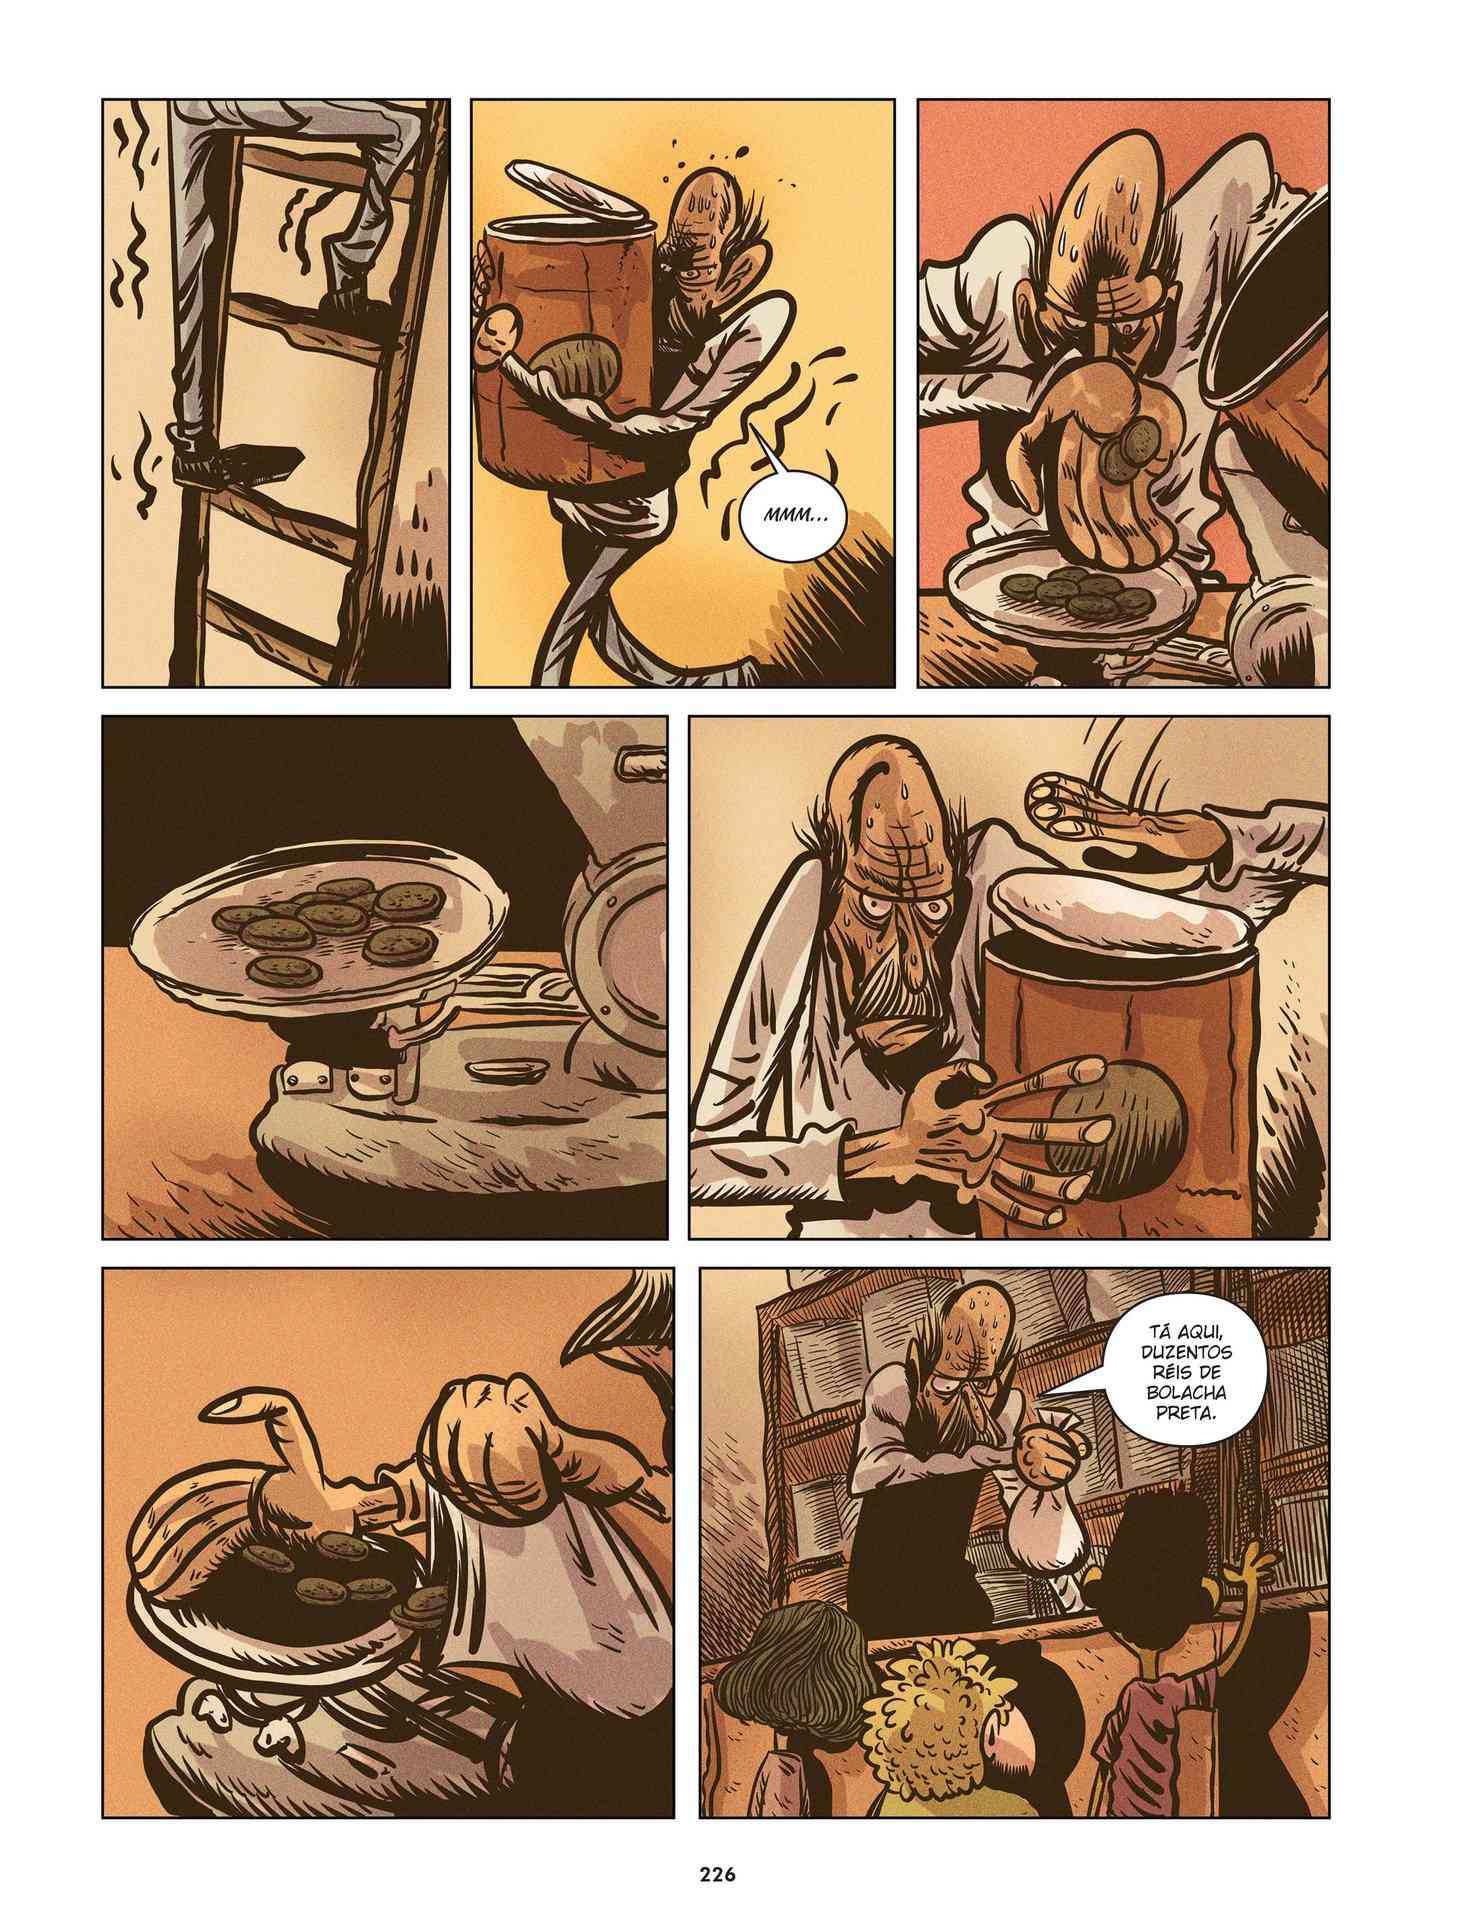 MMM...
TÁ AQUI,
DUZENTOS
RÉIS DE
BOLACHA
PRETA.
226